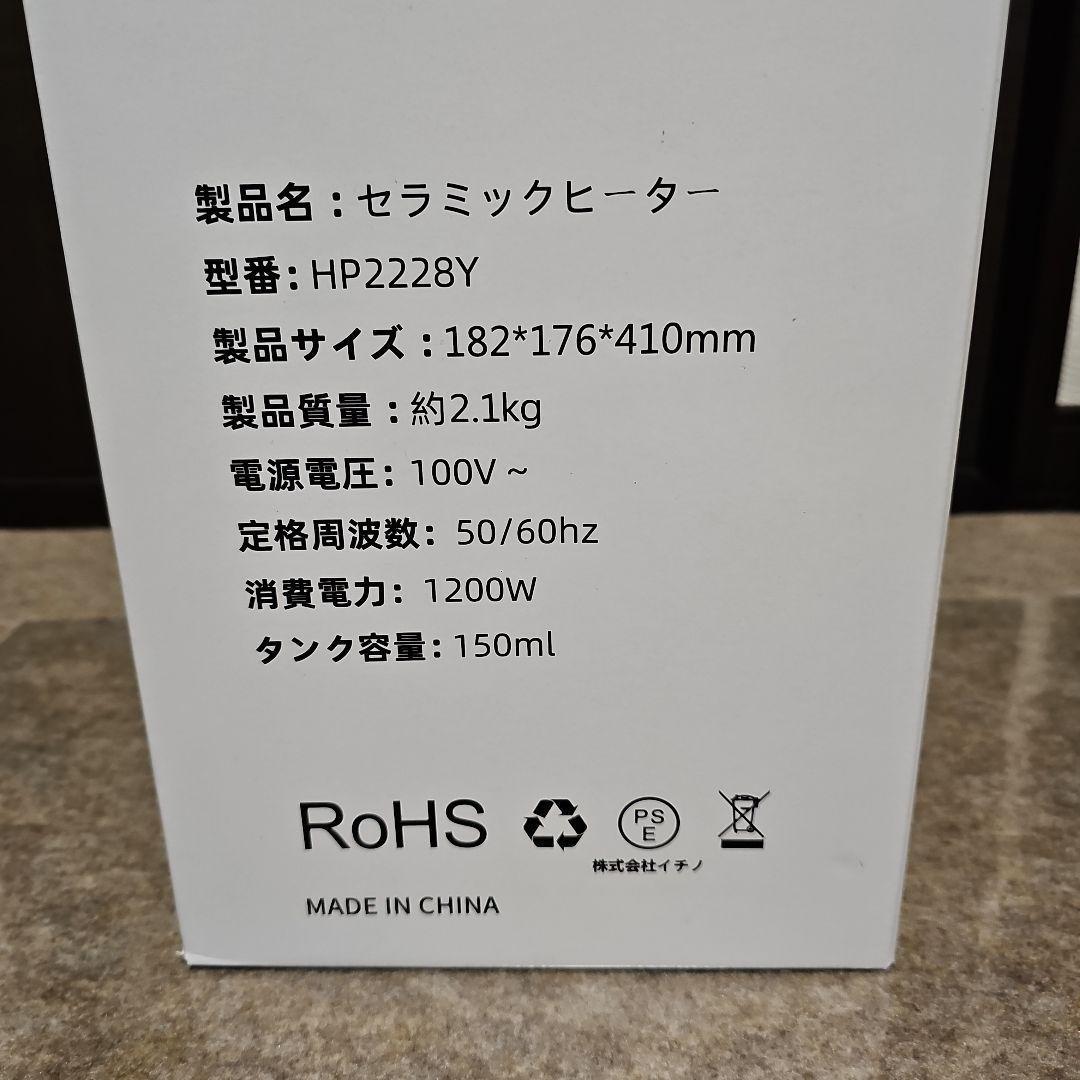 製品名：セラミックヒーター
型番：HP2228Y
製品サイズ：182*176*410mm
製品質量：約2.1kg
電源電圧：100V~
定格周波数：50/60hz
消費電力：1200W
タンク容量：150ml
RoHS
PS
E
株式会社イチノ
MADE IN CHINA